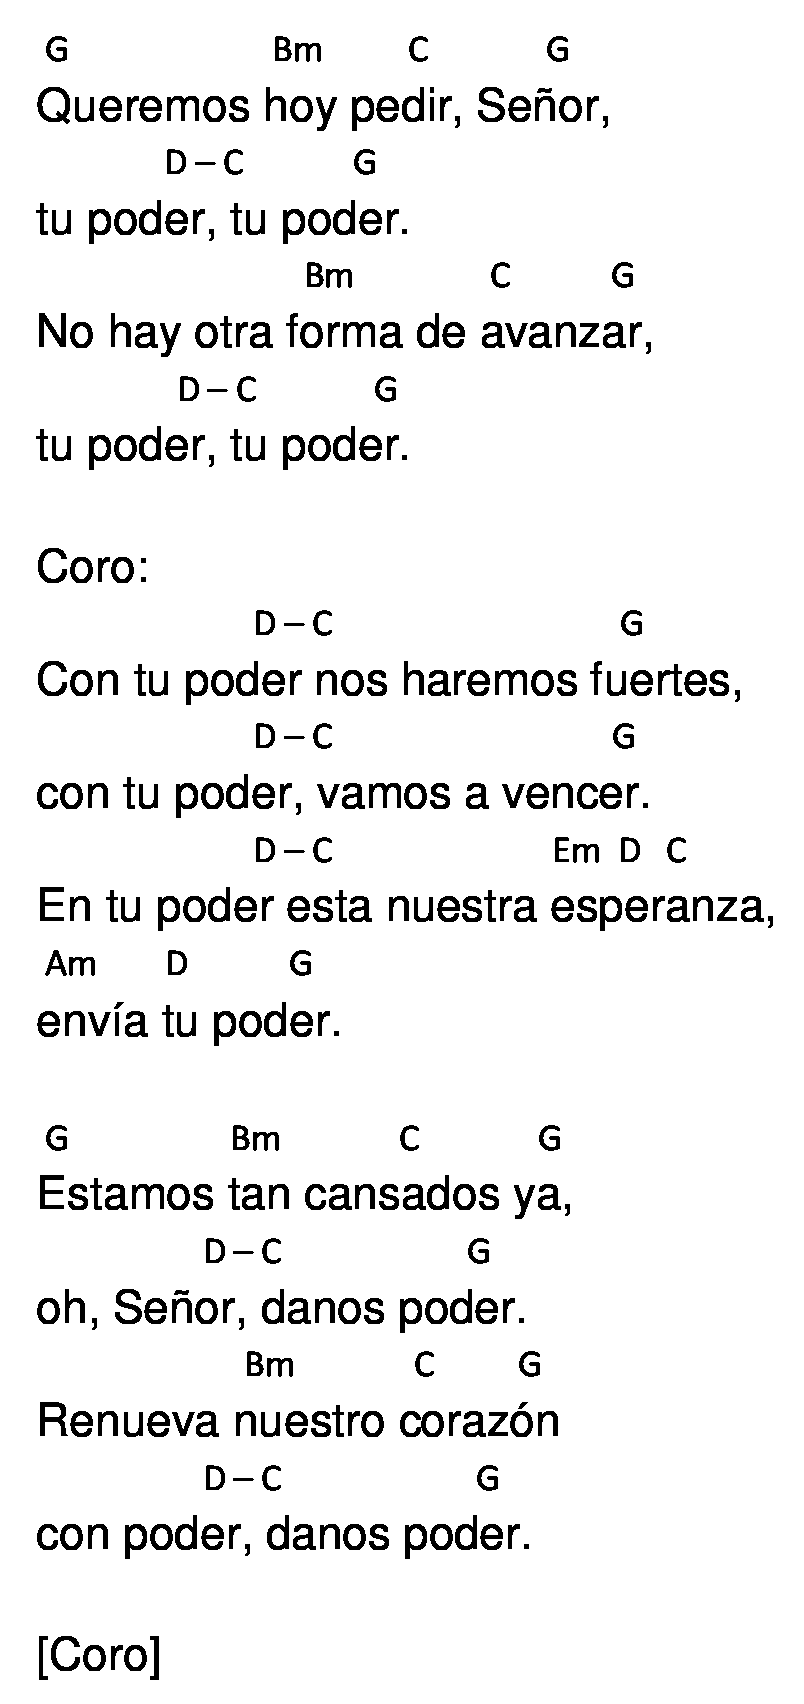 G Bm C G
Queremos hoy pedir, Señor,
D – C G
tu poder, tu poder.
Bm C G
No hay otra forma de avanzar,
D – C G
tu poder, tu poder.
Coro:
D – C G
Con tu poder nos haremos fuertes,
D – C G
con tu poder, vamos a vencer.
D – C Em D C
En tu poder esta nuestra esperanza,
Am D G
envía tu poder.
G Bm C G
Estamos tan cansados ya,
D – C G
oh, Señor, danos poder.
Bm C G
Renueva nuestro corazón
D – C G
con poder, danos poder.
[Coro]